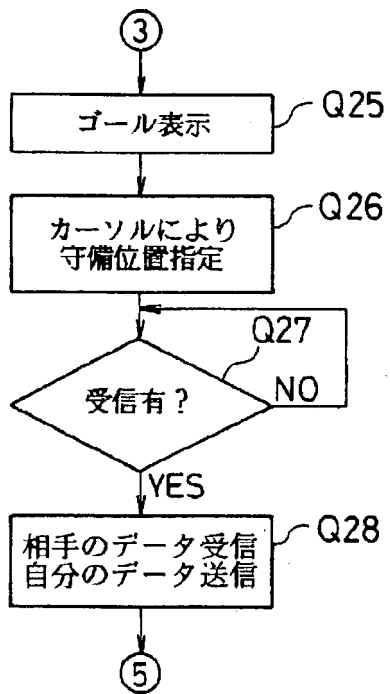 ③
ゴール表示
Q25
カーソルにより
守備位置指定
Q26
Q27
受信有?
NO
YES
相手のデータ受信
自分のデータ送信
Q28
⑤